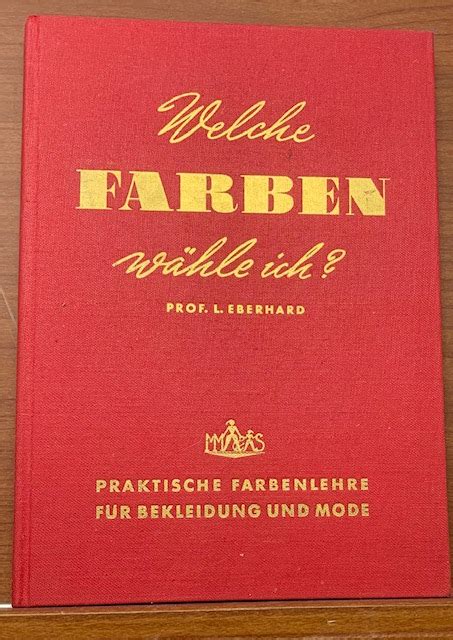 Welche
FARBEN
wähle ich?
PROF. L. EBERHARD
PRAKTISCHE FARBENLEHRE
FÜR BEKLEIDUNG UND MODE